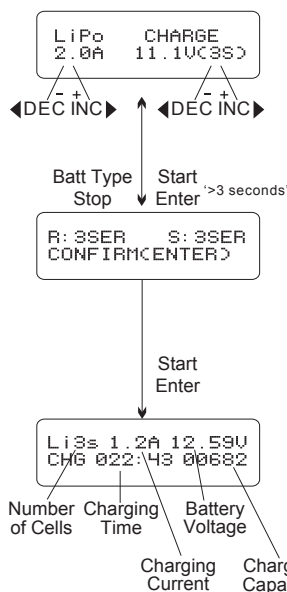 LiPo CHARGE
2.0A 11.1V(3S)
- + - +
◀DEC INC▶ ◀DEC INC▶
Batt Type Start
Stop Enter '>3 seconds'
R:3SER S:3SER
CONFIRM(ENTER)
Start
Enter
Li3s 1.2A 12.59V
CHG 022:43 00682
Number Charging Battery
of Cells Time Voltage
Charging
Current